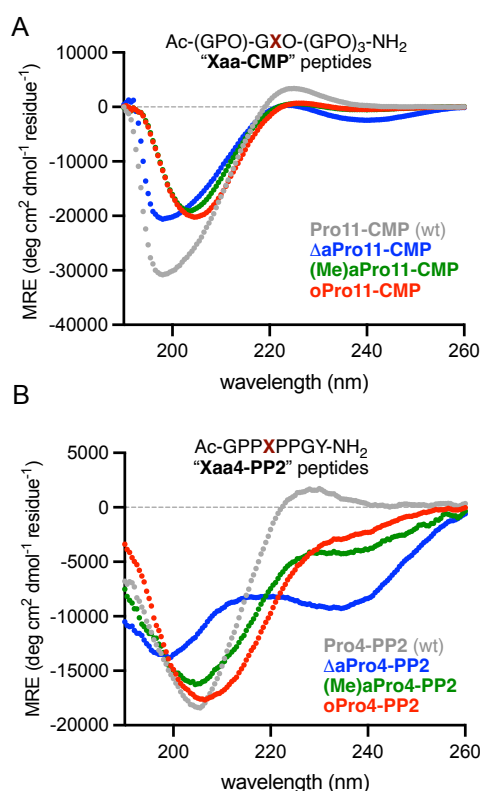 A
Ac-(GPO)-GXO-(GPO)3-NH2
“Xaa-CMP” peptides
10000
0
-10000
-20000
-30000
-40000
MRE (deg cm2 dmol-1 residue-1)
Pro11-CMP (wt)
ΔaPro11-CMP
(Me)aPro11-CMP
oPro11-CMP
200
220
240
260
wavelength (nm)
B
Ac-GPPXPPGY-NH2
“Xaa4-PP2” peptides
5000
0
-5000
-10000
-15000
-20000
MRE (deg cm2 dmol-1 residue-1)
Pro4-PP2 (wt)
ΔaPro4-PP2
(Me)aPro4-PP2
oPro4-PP2
200
220
240
260
wavelength (nm)